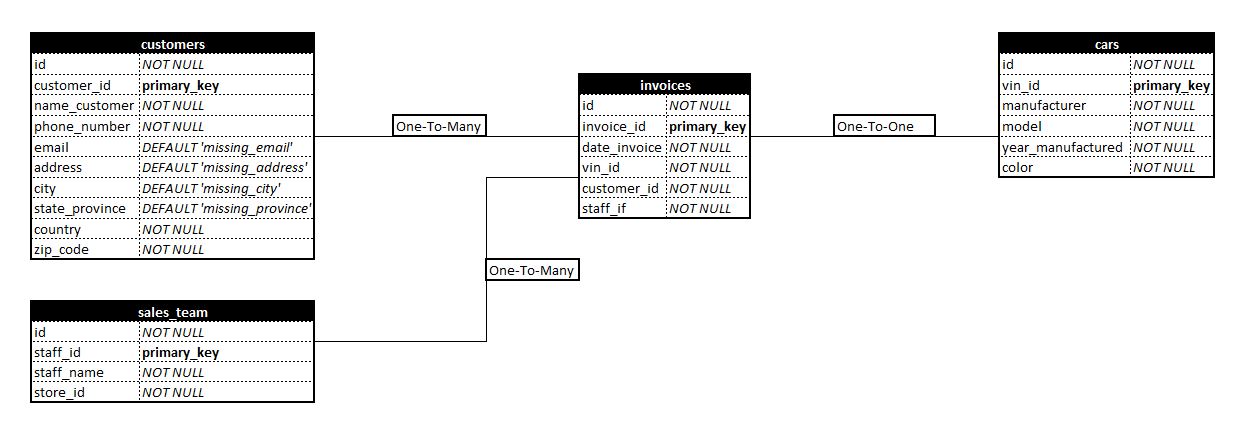 customers
id NOT NULL
customer_id primary_key
name_customer NOT NULL
phone_number NOT NULL
email DEFAULT 'missing_email'
address DEFAULT 'missing_address'
city DEFAULT 'missing_city'
state_province DEFAULT 'missing_province'
country NOT NULL
zip_code NOT NULL
One-To-Many
invoices
id NOT NULL
invoice_id primary_key
date_invoice NOT NULL
vin_id NOT NULL
customer_id NOT NULL
staff_if NOT NULL
One-To-One
cars
id NOT NULL
vin_id primary_key
manufacturer NOT NULL
model NOT NULL
year_manufactured NOT NULL
color NOT NULL
One-To-Many
sales_team
id NOT NULL
staff_id primary_key
staff_name NOT NULL
store_id NOT NULL